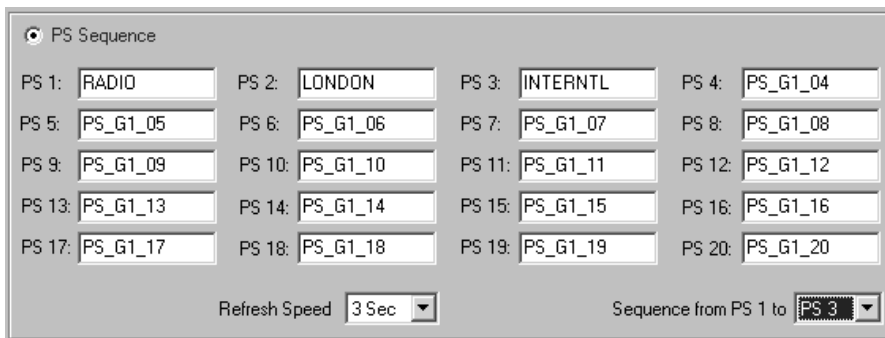 PS Sequence
PS 1: RADIO PS 2: LONDON PS 3: INTERNTL PS 4: PS_G1_04
PS 5: PS_G1_05 PS 6: PS_G1_06 PS 7: PS_G1_07 PS 8: PS_G1_08
PS 9: PS_G1_09 PS 10: PS_G1_10 PS 11: PS_G1_11 PS 12: PS_G1_12
PS 13: PS_G1_13 PS 14: PS_G1_14 PS 15: PS_G1_15 PS 16: PS_G1_16
PS 17: PS_G1_17 PS 18: PS_G1_18 PS 19: PS_G1_19 PS 20: PS_G1_20
Refresh Speed 3 Sec Sequence from PS 1 to PS 3